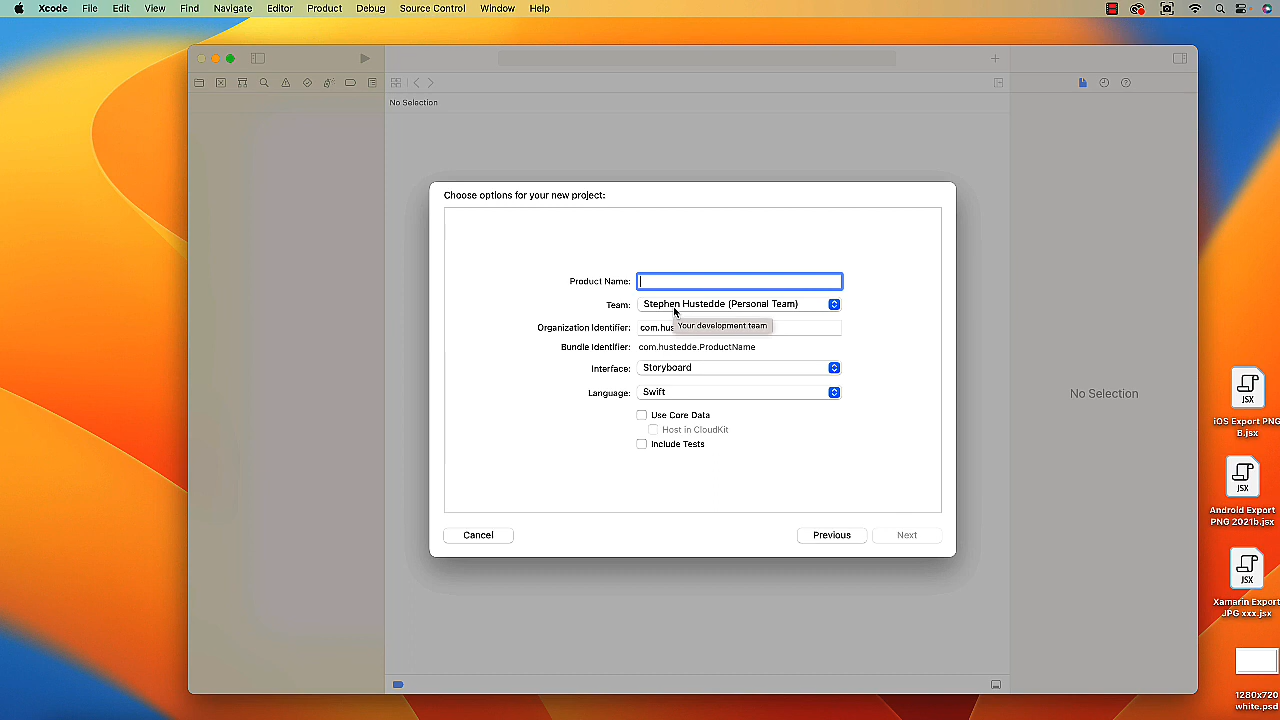 Xcode File Edit View Find Navigate Editor Product Debug Source Control Window Help
No Selection
Choose options for your new project:
Product Name:
Team: Stephen Hustedde (Personal Team)
Organization Identifier: com.hus
Your development team
Bundle Identifier: com.hustedde.ProductName
Interface: Storyboard
Language: Swift
Use Core Data
Host in CloudKit
Include Tests
Cancel
Previous
Next
No Selection
JSX
iOS Export PNG
B.jsx
JSX
Android Export
PNG 2021b.jsx
JSX
Xamarin Export
JPG xxx.jsx
1280x720
white.psd